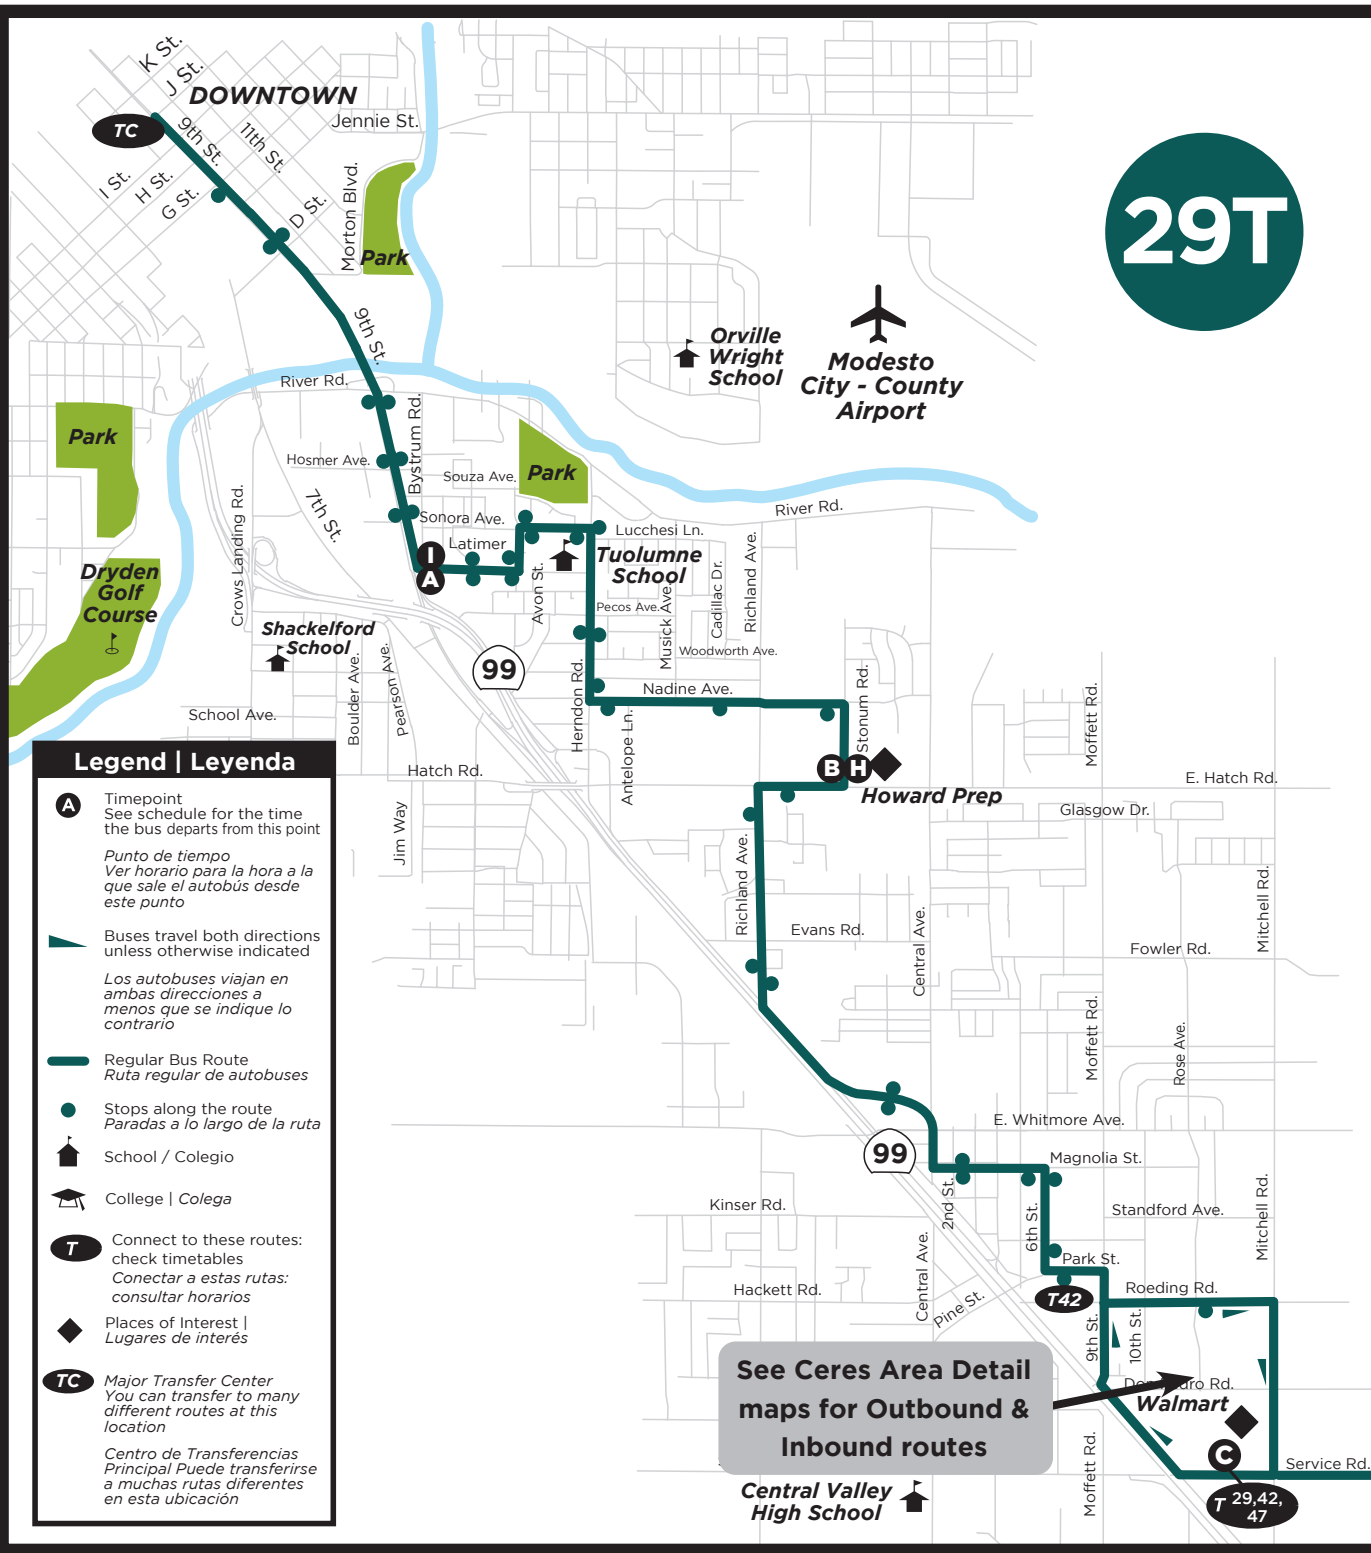 K St.
J St.
DOWNTOWN
Jennie St.
TC
9th St.
11th St.
I St.
H St.
G St.
D St.
Morton Blvd.
Park
29T
9th St.
Orville
Wright
School
Modesto
City - County
Airport
River Rd.
Park
Bystrum Rd.
Hosmer Ave.
Souza Ave.
Park
7th St.
Crows Landing Rd.
Sonora Ave.
River Rd.
Lucchesi Ln.
Latimer
I
A
Tuolumne
School
Richland Ave.
Cadillac Dr.
Avon St.
Pecos Ave.
Musick Ave.
Woodworth Ave.
Dryden
Golf
Course
Shackelford
School
99
Boulder Ave.
Pearson Ave.
School Ave.
Herndon Rd.
Nadine Ave.
Antelope Ln.
Stonum Rd.
Moffett Rd.
Hatch Rd.
B
H
Howard Prep
E. Hatch Rd.
Glasgow Dr.
Jim Way
Richland Ave.
Evans Rd.
Central Ave.
Mitchell Rd.
Fowler Rd.
Moffett Rd.
Rose Ave.
E. Whitmore Ave.
99
Magnolia St.
Kinser Rd.
2nd St.
6th St.
Standford Ave.
Mitchell Rd.
Park St.
Hackett Rd.
Central Ave.
Pine St.
T42
Roeding Rd.
9th St.
10th St.
See Ceres Area Detail
maps for Outbound &
Inbound routes
Walmart
C
Service Rd.
T 29,42,
47
Moffett Rd.
Central Valley
High School
Legend | Leyenda
A
Timepoint
See schedule for the time
the bus departs from this point
Punto de tiempo
Ver horario para la hora a la
que sale el autobús desde
este punto
Buses travel both directions
unless otherwise indicated
Los autobuses viajan en
ambas direcciones a
menos que se indique lo
contrario
Regular Bus Route
Ruta regular de autobuses
Stops along the route
Paradas a lo largo de la ruta
School / Colegio
College | Colega
T
Connect to these routes:
check timetables
Conectar a estas rutas:
consultar horarios
Places of Interest |
Lugares de interés
TC
Major Transfer Center
You can transfer to many
different routes at this
location
Centro de Transferencias
Principal Puede transferirse
a muchas rutas diferentes
en esta ubicación